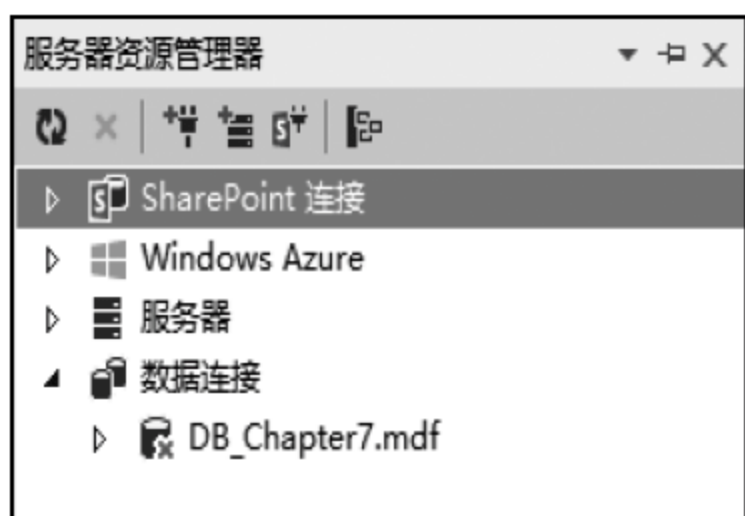 服务器资源管理器
SharePoint 连接
Windows Azure
服务器
数据连接
DB_Chapter7.mdf